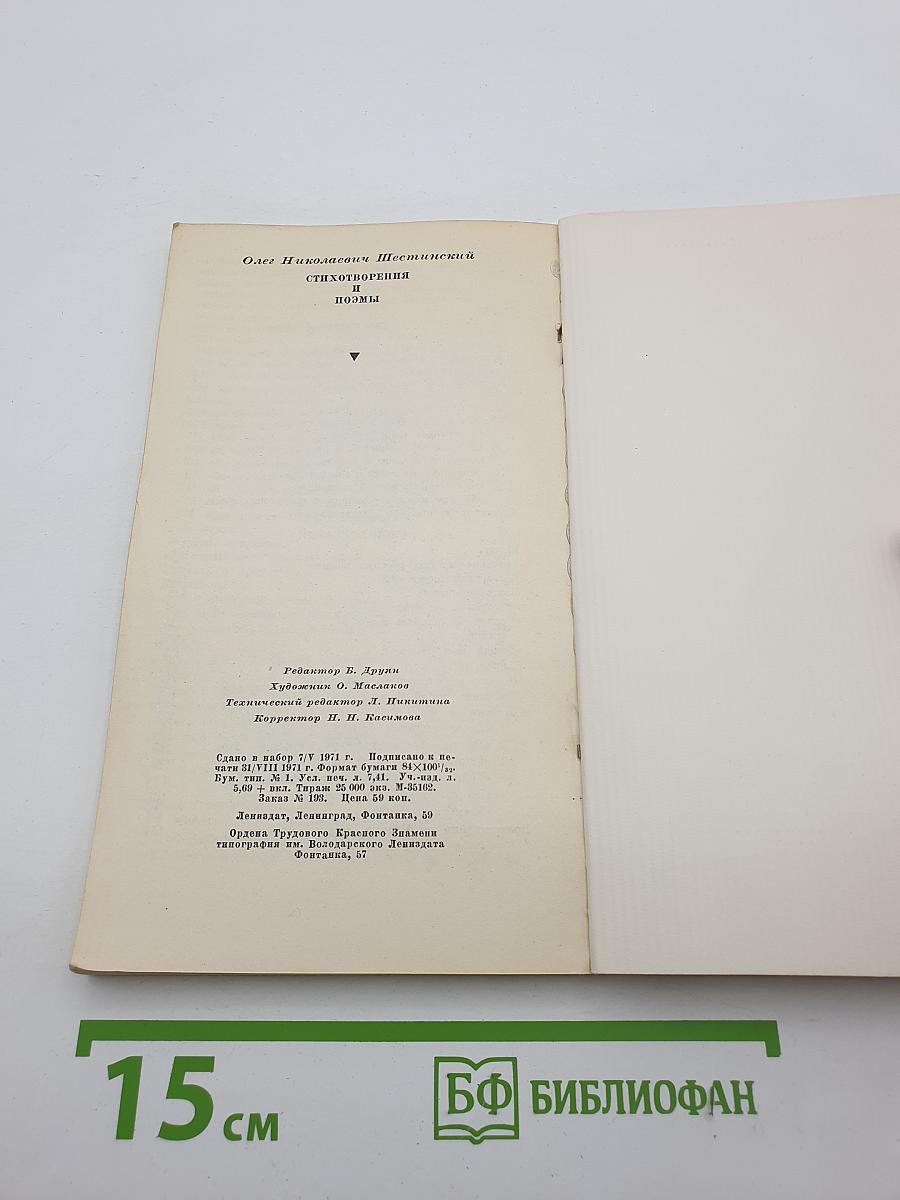 Олег Николаевич Шестинский
СТИХОТВОРЕНИЯ
И
ПОЭМЫ
Редактор Б. Друян
Художник О. Маслаков
Технический редактор Л. Никитина
Корректор Н. Н. Касимова
Сдано в набор 7/V 1971 г. Подписано к пе-
чати 31/VIII 1971 г. Формат бумаги 84×100¹/₃₂.
Бум. тип. № 1. Усл. печ. л. 7,41. Уч.-изд. л.
5,69 + вкл. Тираж 25 000 экз. М-35162.
Заказ № 193. Цена 59 коп.
Лениздат, Ленинград, Фонтанка, 59
Ордена Трудового Красного Знамени
типография им. Володарского Лениздата
Фонтанка, 57
15 см
БФ БИБЛИОФАН